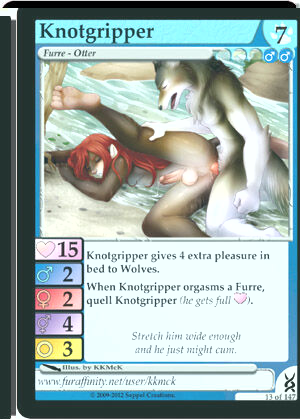 Knotgripper
7
Furre - Otter
15
2
2
4
3
Knotgripper gives 4 extra pleasure in
bed to Wolves.
When Knotgripper orgasms a Furre,
quell Knotgripper (he gets full ).
Stretch him wide enough
and he just might cum.
Illus. by KKMcK
www.furaffinity.net/user/kkmck
© 2009-2012 Seppel Creations.
13 of 147